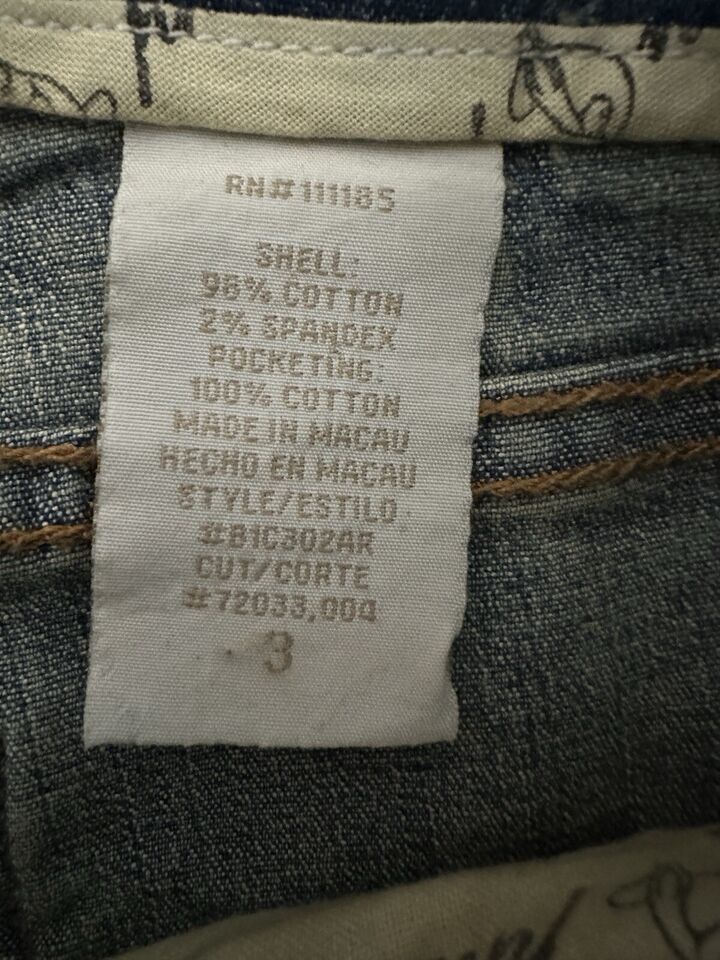 RN#111185
SHELL:
98% COTTON
2% SPANDEX
POCKETING:
100% COTTON
MADE IN MACAU
HECHO EN MACAU
STYLE/ESTILO
#B1C302AR
CUT/CORTE
#72033,004
3